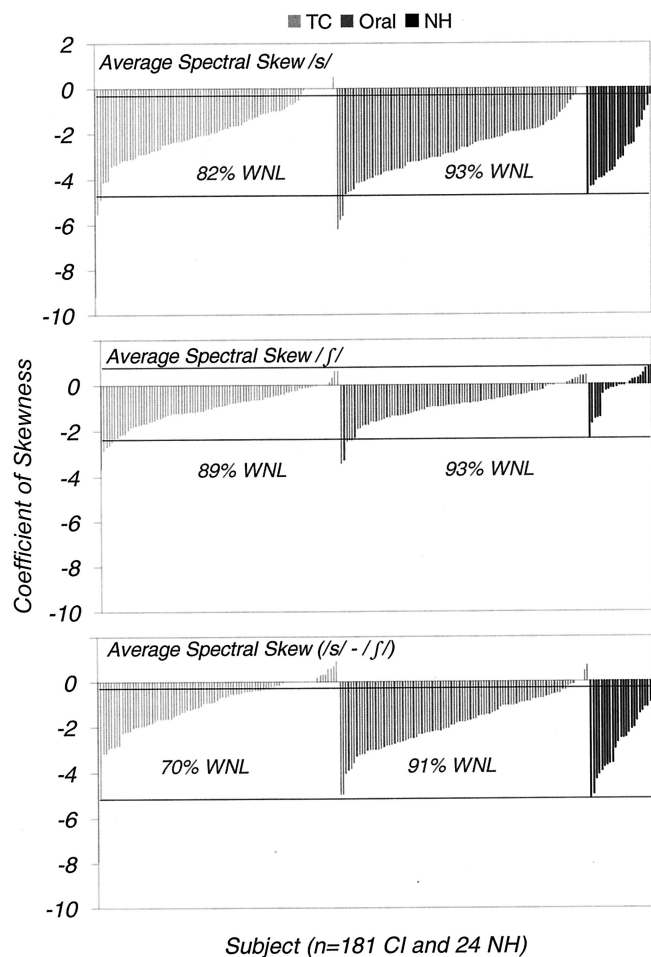 TC Oral NH
2
Average Spectral Skew /s/
0
-2
82% WNL 93% WNL
-4
-6
-8
-10
Average Spectral Skew /ʃ/
0
-2
89% WNL 93% WNL
-4
-6
-8
-10
Average Spectral Skew (/s/ - /ʃ/)
0
-2
70% WNL 91% WNL
-4
-6
-8
-10
Coefficient of Skewness
Subject (n=181 CI and 24 NH)